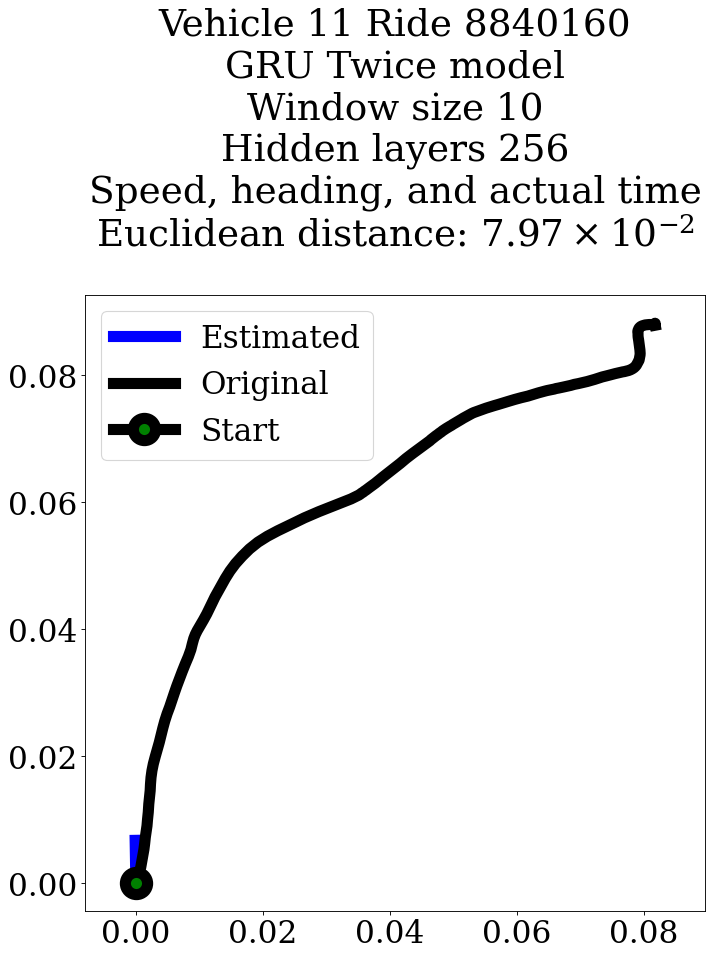 Vehicle 11 Ride 8840160
GRU Twice model
Window size 10
Hidden layers 256
Speed, heading, and actual time
Euclidean distance: 7.97 × 10⁻²
Estimated
Original
Start
0.08
0.06
0.04
0.02
0.00
0.00 0.02 0.04 0.06 0.08